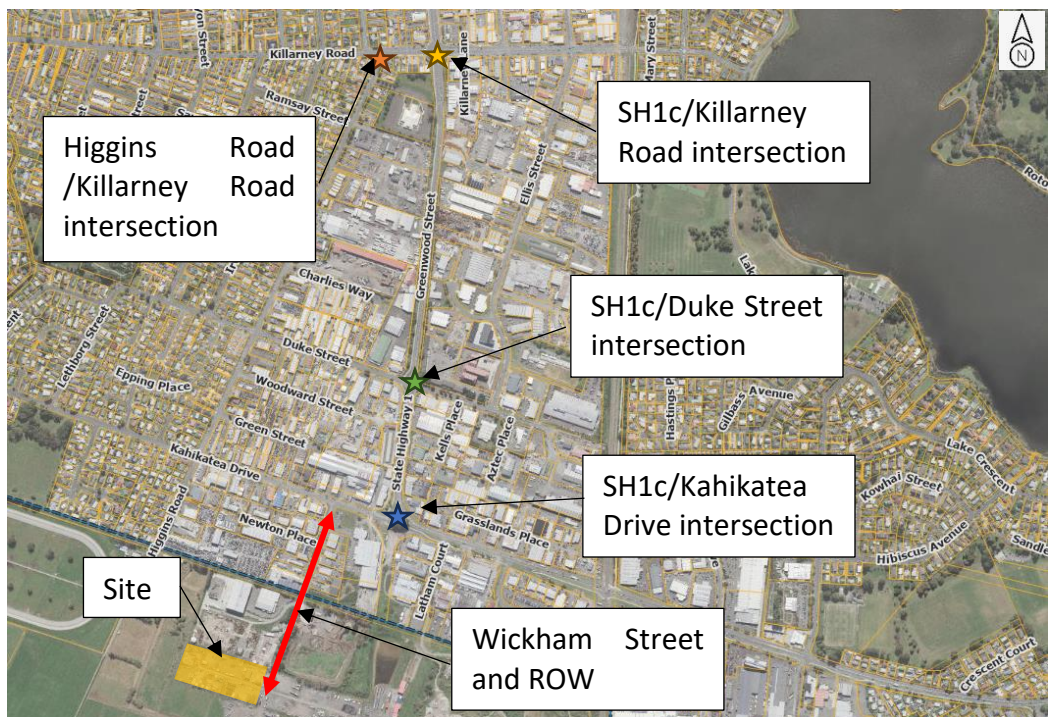 Killarney Road
Killarney Lane
Mary Street
Ramsay Street
N
Higgins Road
/Killarney Road
intersection
SH1c/Killarney
Road intersection
Ellis Street
Greenwood Street
Charlies Way
SH1c/Duke Street
intersection
Duke Street
Lethborg Street
Epping Place
Woodward Street
Green Street
Kahikatea Drive
State Highway 1
Kells Place
Aztec Place
Hastings P
Gilbass Avenue
Lake Crescent
Kowhai Street
Hibiscus Avenue
Sandle
SH1c/Kahikatea
Drive intersection
Grasslands Place
Higgins Road
Newton Place
Latham Court
Site
Wickham Street
and ROW
Crescent Court